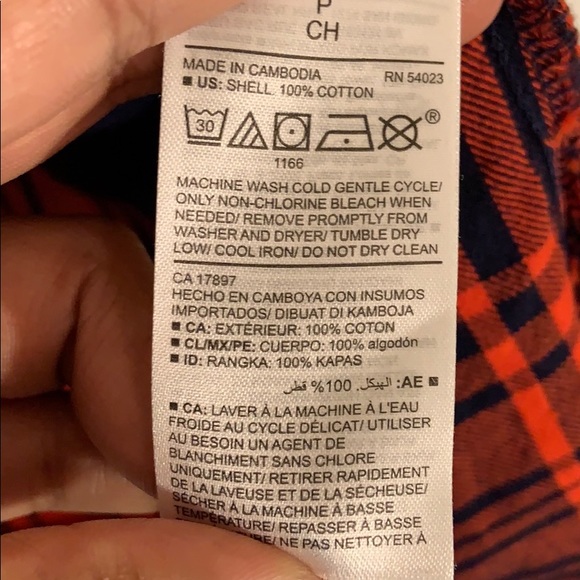 P
CH
MADE IN CAMBODIA RN 54023
■ US: SHELL 100% COTTON
30 ®
1166
MACHINE WASH COLD GENTLE CYCLE/
ONLY NON-CHLORINE BLEACH WHEN
NEEDED/ REMOVE PROMPTLY FROM
WASHER AND DRYER/ TUMBLE DRY
LOW/ COOL IRON/ DO NOT DRY CLEAN
CA 17897
HECHO EN CAMBOYA CON INSUMOS
IMPORTADOS/ DIBUAT DI KAMBOJA
■ CA: EXTÉRIEUR: 100% COTON
■ CL/MX/PE: CUERPO: 100% algodón
■ ID: RANGKA: 100% KAPAS
■ AE: الهيكل. 100% قطن
■ CA: LAVER À LA MACHINE À L'EAU
FROIDE AU CYCLE DÉLICAT/ UTILISER
AU BESOIN UN AGENT DE
BLANCHIMENT SANS CHLORE
UNIQUEMENT/ RETIRER RAPIDEMENT
DE LA LAVEUSE ET DE LA SÉCHEUSE/
SÉCHER À LA MACHINE À BASSE
TEMPÉRATURE/ REPASSER À BASSE
NE PAS NETTOYER À